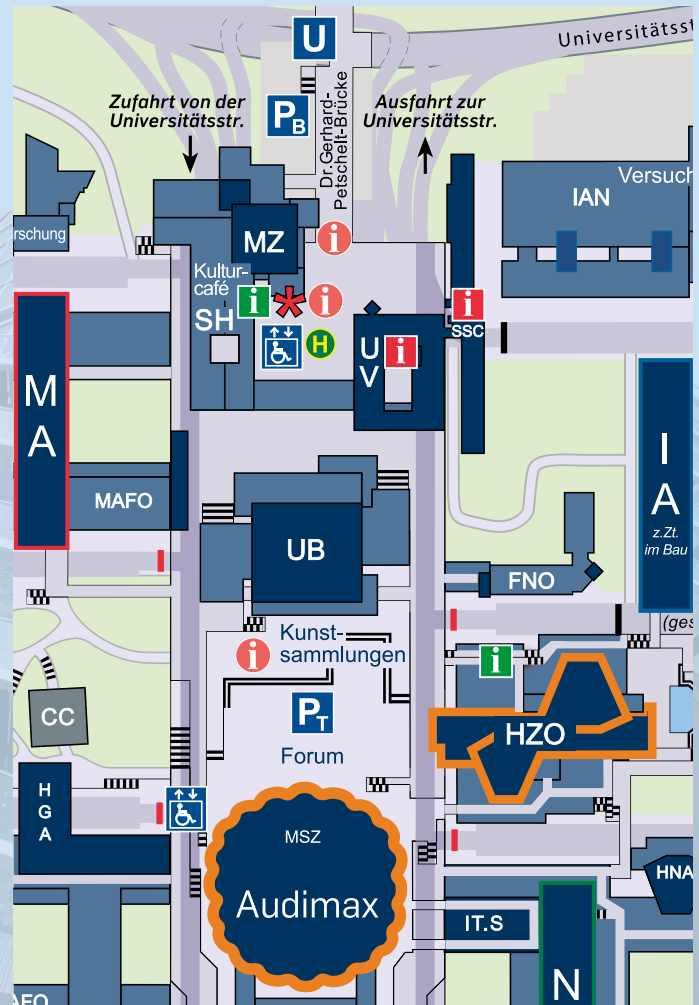 U
Universitätsst
Zufahrt von der
Universitätsstr.
PB
Dr.Gerhard-
Petschelt-Brücke
Ausfahrt zur
Universitätsstr.
Versuch
IAN
rschung
MZ
i
Kultur-
café
i
i
i
SSC
SH
H
U
V
i
M
A
I
A
z.Zt.
im Bau
MAFO
UB
FNO
(ges
Kunst-
sammlungen
i
i
PT
Forum
CC
HZO
H
G
A
MSZ
Audimax
HNA
IT.S
N
AFO